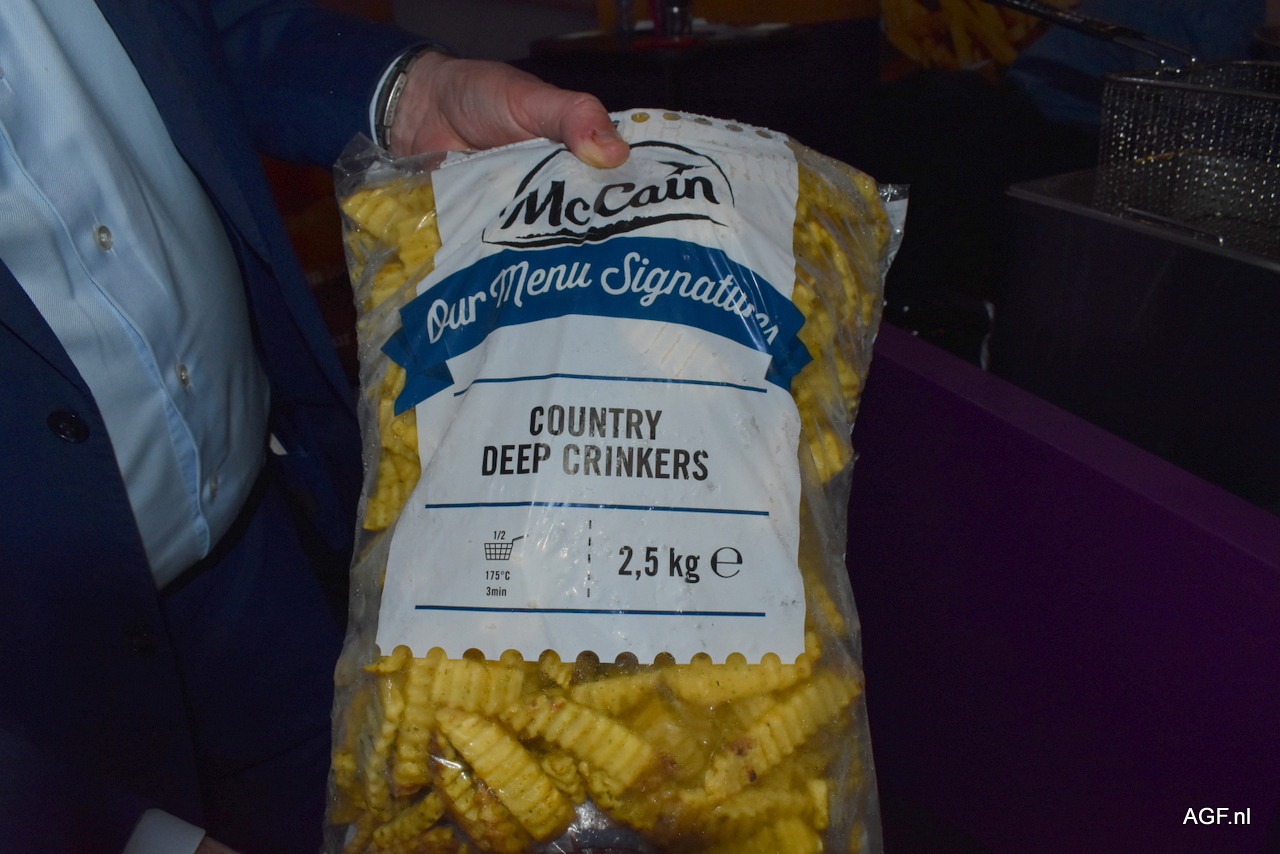 McCain
Our Menu Signatures
COUNTRY
DEEP CRINKERS
1/2
175°C
3min
2,5 kg ℮
AGF.nl